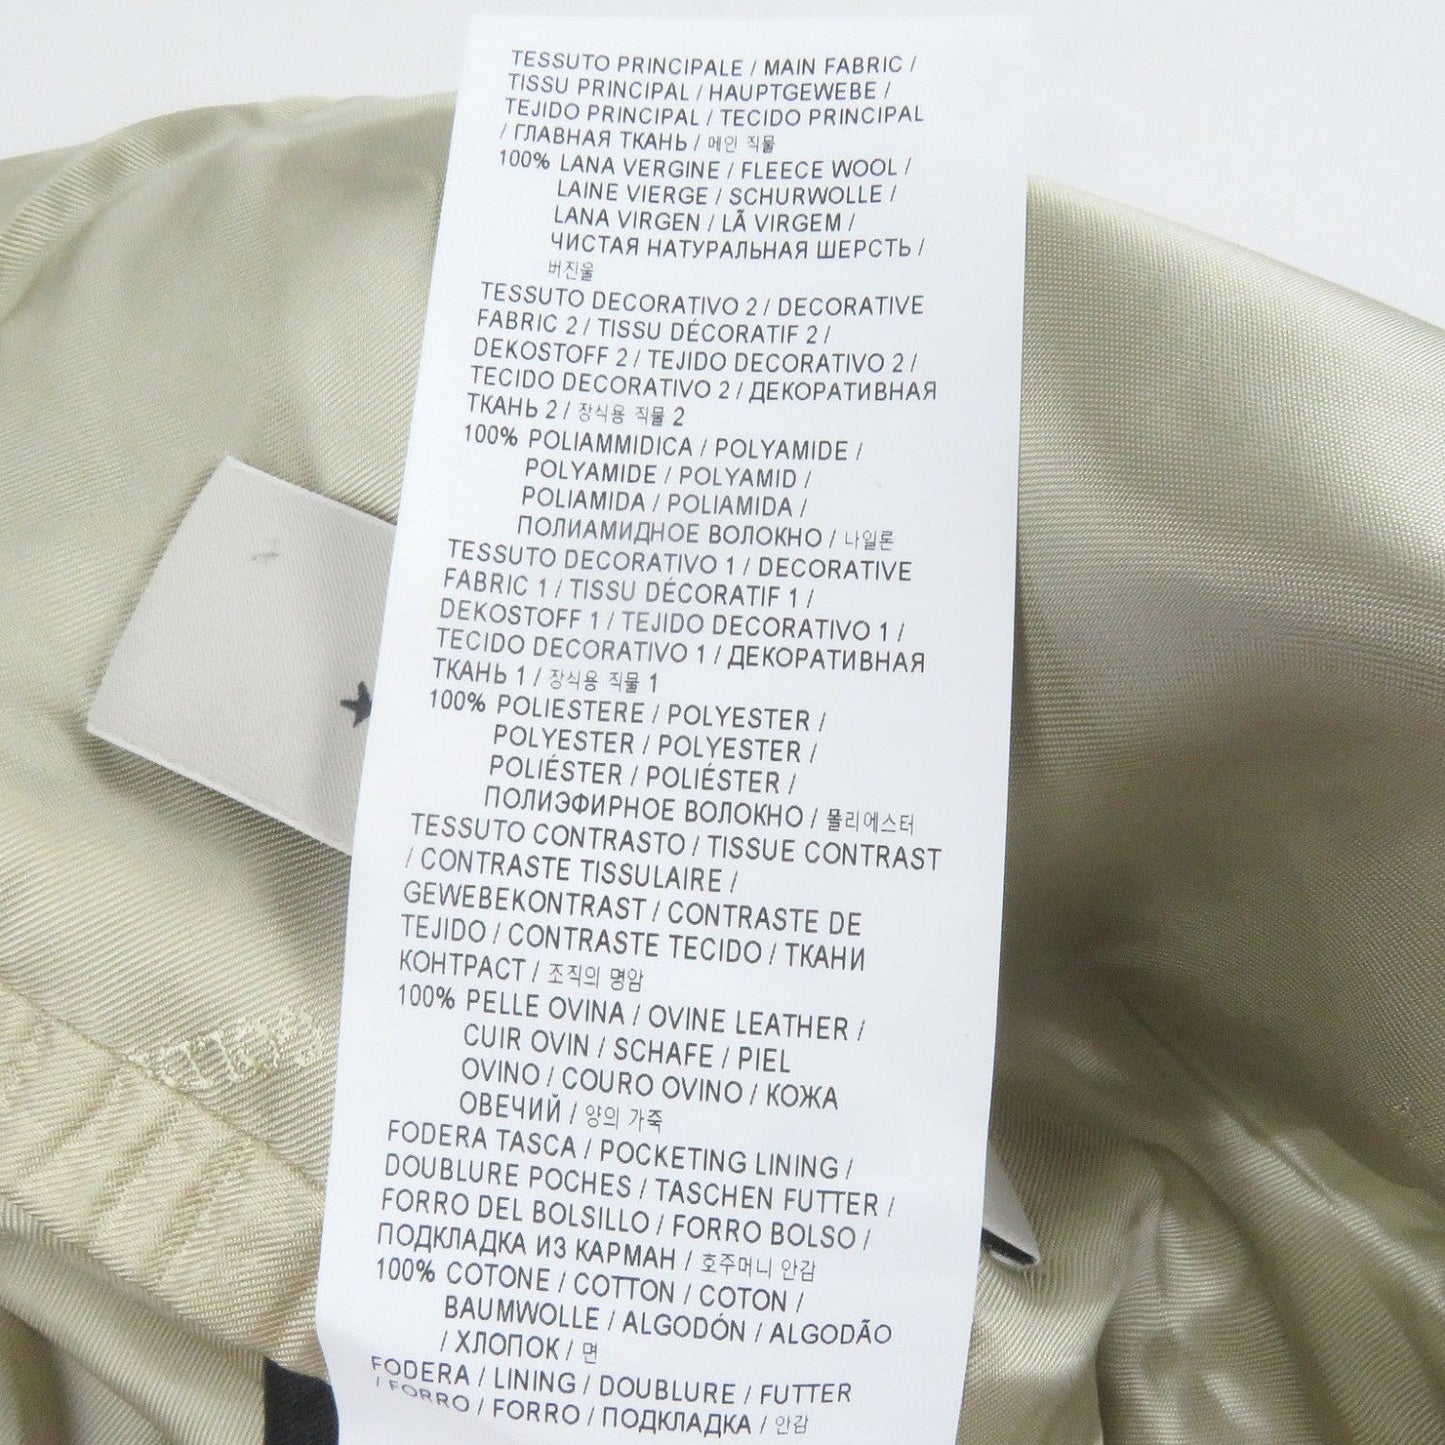 TESSUTO PRINCIPALE / MAIN FABRIC /
TISSU PRINCIPAL / HAUPTGEWEBE /
TEJIDO PRINCIPAL / TECIDO PRINCIPAL
/ ГЛАВНАЯ ТКАНЬ / 메인 직물
100% LANA VERGINE / FLEECE WOOL /
LAINE VIERGE / SCHURWOLLE /
LANA VIRGEN / LÃ VIRGEM /
ЧИСТАЯ НАТУРАЛЬНАЯ ШЕРСТЬ /
버진울
TESSUTO DECORATIVO 2 / DECORATIVE
FABRIC 2 / TISSU DÉCORATIF 2 /
DEKOSTOFF 2 / TEJIDO DECORATIVO 2 /
TECIDO DECORATIVO 2 / ДЕКОРАТИВНАЯ
ТКАНЬ 2 / 장식용 직물 2
100% POLIAMMIDICA / POLYAMIDE /
POLYAMIDE / POLYAMID /
POLIAMIDA / POLIAMIDA /
ПОЛИАМИДНОЕ ВОЛОКНО / 나일론
TESSUTO DECORATIVO 1 / DECORATIVE
FABRIC 1 / TISSU DÉCORATIF 1 /
DEKOSTOFF 1 / TEJIDO DECORATIVO 1 /
TECIDO DECORATIVO 1 / ДЕКОРАТИВНАЯ
ТКАНЬ 1 / 장식용 직물 1
100% POLIESTERE / POLYESTER /
POLYESTER / POLYESTER /
POLIÉSTER / POLIÉSTER /
ПОЛИЭФИРНОЕ ВОЛОКНО / 폴리에스터
TESSUTO CONTRASTO / TISSUE CONTRAST
/ CONTRASTE TISSULAIRE /
GEWEBEKONTRAST / CONTRASTE DE
TEJIDO / CONTRASTE TECIDO / ТКАНИ
КОНТРАСТ / 조직의 명암
100% PELLE OVINA / OVINE LEATHER /
CUIR OVIN / SCHAFE / PIEL
OVINO / COURO OVINO / КОЖА
ОВЕЧИЙ / 양의 가죽
FODERA TASCA / POCKETING LINING /
DOUBLURE POCHES / TASCHEN FUTTER /
FORRO DEL BOLSILLO / FORRO BOLSO /
ПОДКЛАДКА ИЗ КАРМАН / 호주머니 안감
100% COTONE / COTTON / COTON /
BAUMWOLLE / ALGODÓN / ALGODÃO
/ ХЛОПОК / 면
FODERA / LINING / DOUBLURE / FUTTER
/ FORRO / FORRO / ПОДКЛАДКА / 안감